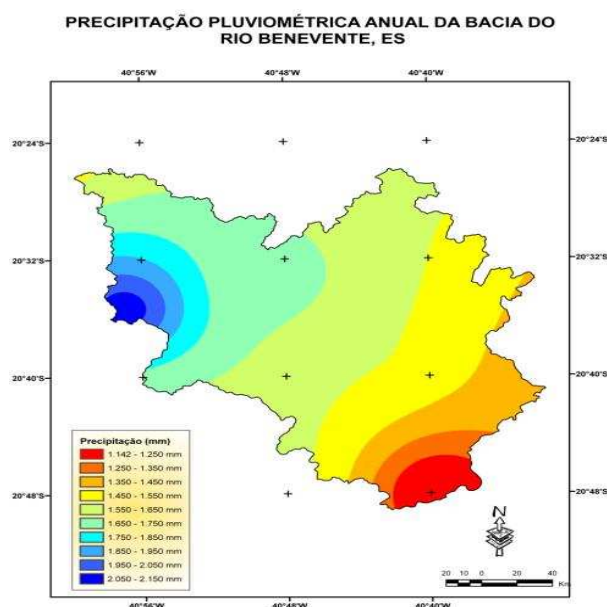 PRECIPITAÇÃO PLUVIOMÉTRICA ANUAL DA BACIA DO
RIO BENEVENTE, ES
40°56'W 40°48'W 40°40'W
20°24'S 20°24'S
20°32'S 20°32'S
20°40'S 20°40'S
20°48'S 20°48'S
Precipitação (mm)
1.142 - 1.250 mm
1.250 - 1.350 mm
1.350 - 1.450 mm
1.450 - 1.550 mm
1.550 - 1.650 mm
1.650 - 1.750 mm
1.750 - 1.850 mm
1.850 - 1.950 mm
1.950 - 2.050 mm
2.050 - 2.150 mm
N
20 10 0 20 40
Km
40°56'W 40°48'W 40°40'W